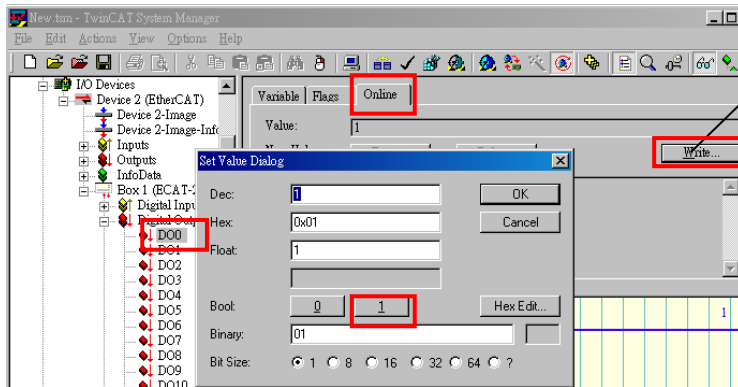 New.tsm - TwinCAT System Manager
File Edit Actions View Options Help
I/O Devices
Device 2 (EtherCAT)
Device 2-Image
Device 2-Image-Info
Inputs
Outputs
InfoData
Box 1 (ECAT-2
Digital Inpu
Digital Outp
DO0
DO1
DO2
DO3
DO4
DO5
DO6
DO7
DO8
DO9
DO10
Variable Flags Online
Value: 1
Write...
Set Value Dialog
Dec: 1 OK
Hex: 0x01 Cancel
Float: 1
Bool: 0 1 Hex Edit...
Binary: 01
Bit Size: 1 8 16 32 64 ?
1